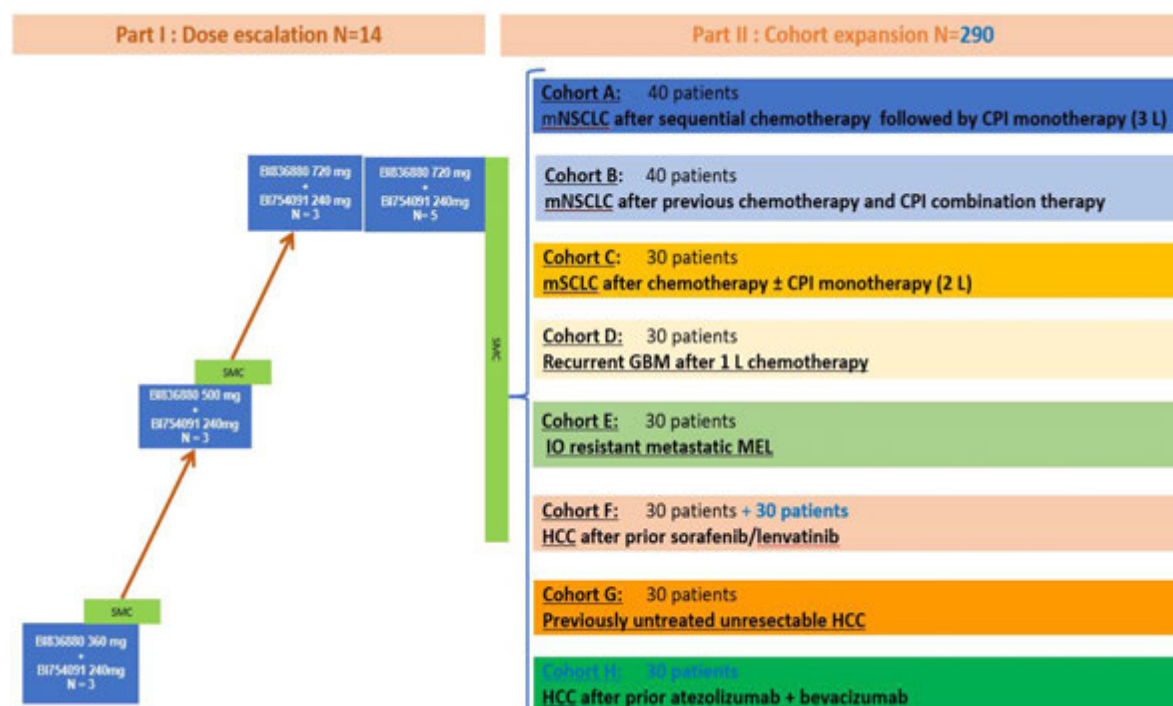 Part I : Dose escalation N=14
Part II : Cohort expansion N=290
BI836880 720 mg
+
BI754091 240 mg
N = 3
BI836880 720 mg
+
BI754091 240mg
N= 5
SMC
SMC
BI836880 500 mg
+
BI754091 240mg
N = 3
SMC
BI836880 360 mg
+
BI754091 240mg
N = 3
Cohort A: 40 patients
mNSCLC after sequential chemotherapy followed by CPI monotherapy (3 L)
Cohort B: 40 patients
mNSCLC after previous chemotherapy and CPI combination therapy
Cohort C: 30 patients
mSCLC after chemotherapy ± CPI monotherapy (2 L)
Cohort D: 30 patients
Recurrent GBM after 1 L chemotherapy
Cohort E: 30 patients
IO resistant metastatic MEL
Cohort F: 30 patients + 30 patients
HCC after prior sorafenib/lenvatinib
Cohort G: 30 patients
Previously untreated unresectable HCC
Cohort H: 30 patients
HCC after prior atezolizumab + bevacizumab